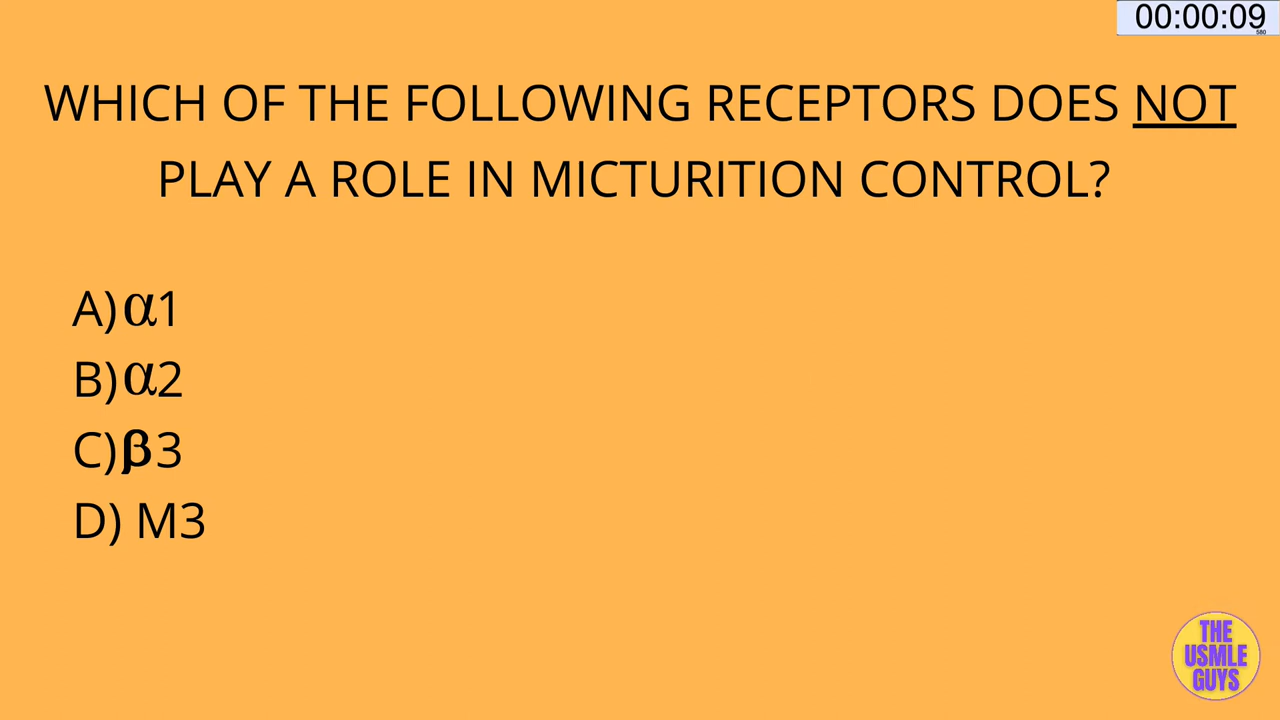 00:00:09
580
WHICH OF THE FOLLOWING RECEPTORS DOES NOT
PLAY A ROLE IN MICTURITION CONTROL?
A) α1
B) α2
C) β3
D) M3
THE
USMLE
GUYS